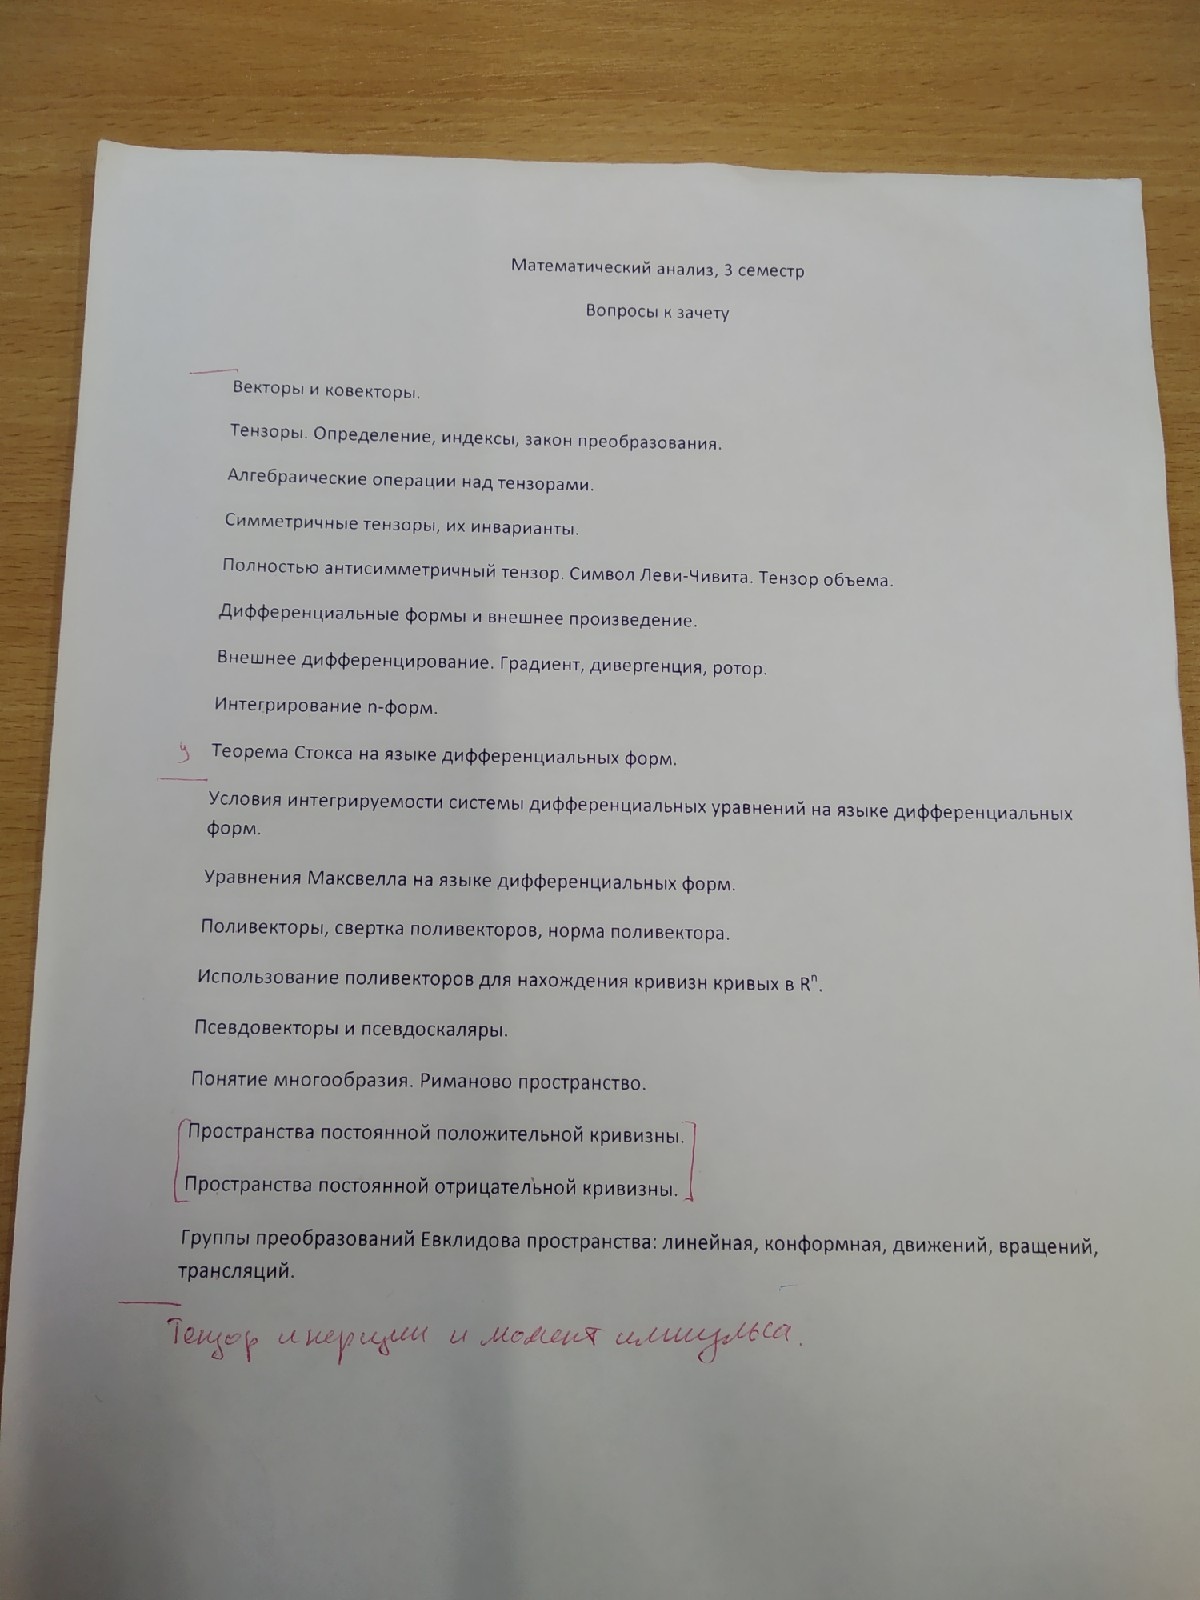 Математический анализ, 3 семестр
Вопросы к зачету
Векторы и ковекторы.
Тензоры. Определение, индексы, закон преобразования.
Алгебраические операции над тензорами.
Симметричные тензоры, их инварианты.
Полностью антисимметричный тензор. Символ Леви-Чивита. Тензор объема.
Дифференциальные формы и внешнее произведение.
Внешнее дифференцирование. Градиент, дивергенция, ротор.
Интегрирование n-форм.
Теорема Стокса на языке дифференциальных форм.
Условия интегрируемости системы дифференциальных уравнений на языке дифференциальных
форм.
Уравнения Максвелла на языке дифференциальных форм.
Поливекторы, свертка поливекторов, норма поливектора.
Использование поливекторов для нахождения кривизн кривых в Rⁿ.
Псевдовекторы и псевдоскаляры.
Понятие многообразия. Риманово пространство.
Пространства постоянной положительной кривизны.
Пространства постоянной отрицательной кривизны.
Группы преобразований Евклидова пространства: линейная, конформная, движений, вращений,
трансляций.
Тензор инерции и момент импульса.